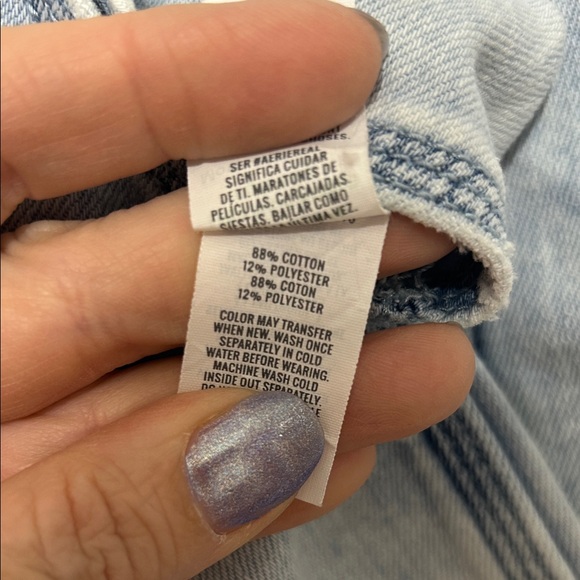 SER #AERIEREAL
SIGNIFICA CUIDAR
DE TI. MARATONES DE
PELÍCULAS. CARCAJADAS.
SIESTAS. BAILAR COMO
ÚLTIMA VEZ.
88% COTTON
12% POLYESTER
88% COTON
12% POLYESTER
COLOR MAY TRANSFER
WHEN NEW. WASH ONCE
SEPARATELY IN COLD
WATER BEFORE WEARING.
MACHINE WASH COLD
INSIDE OUT SEPARATELY.